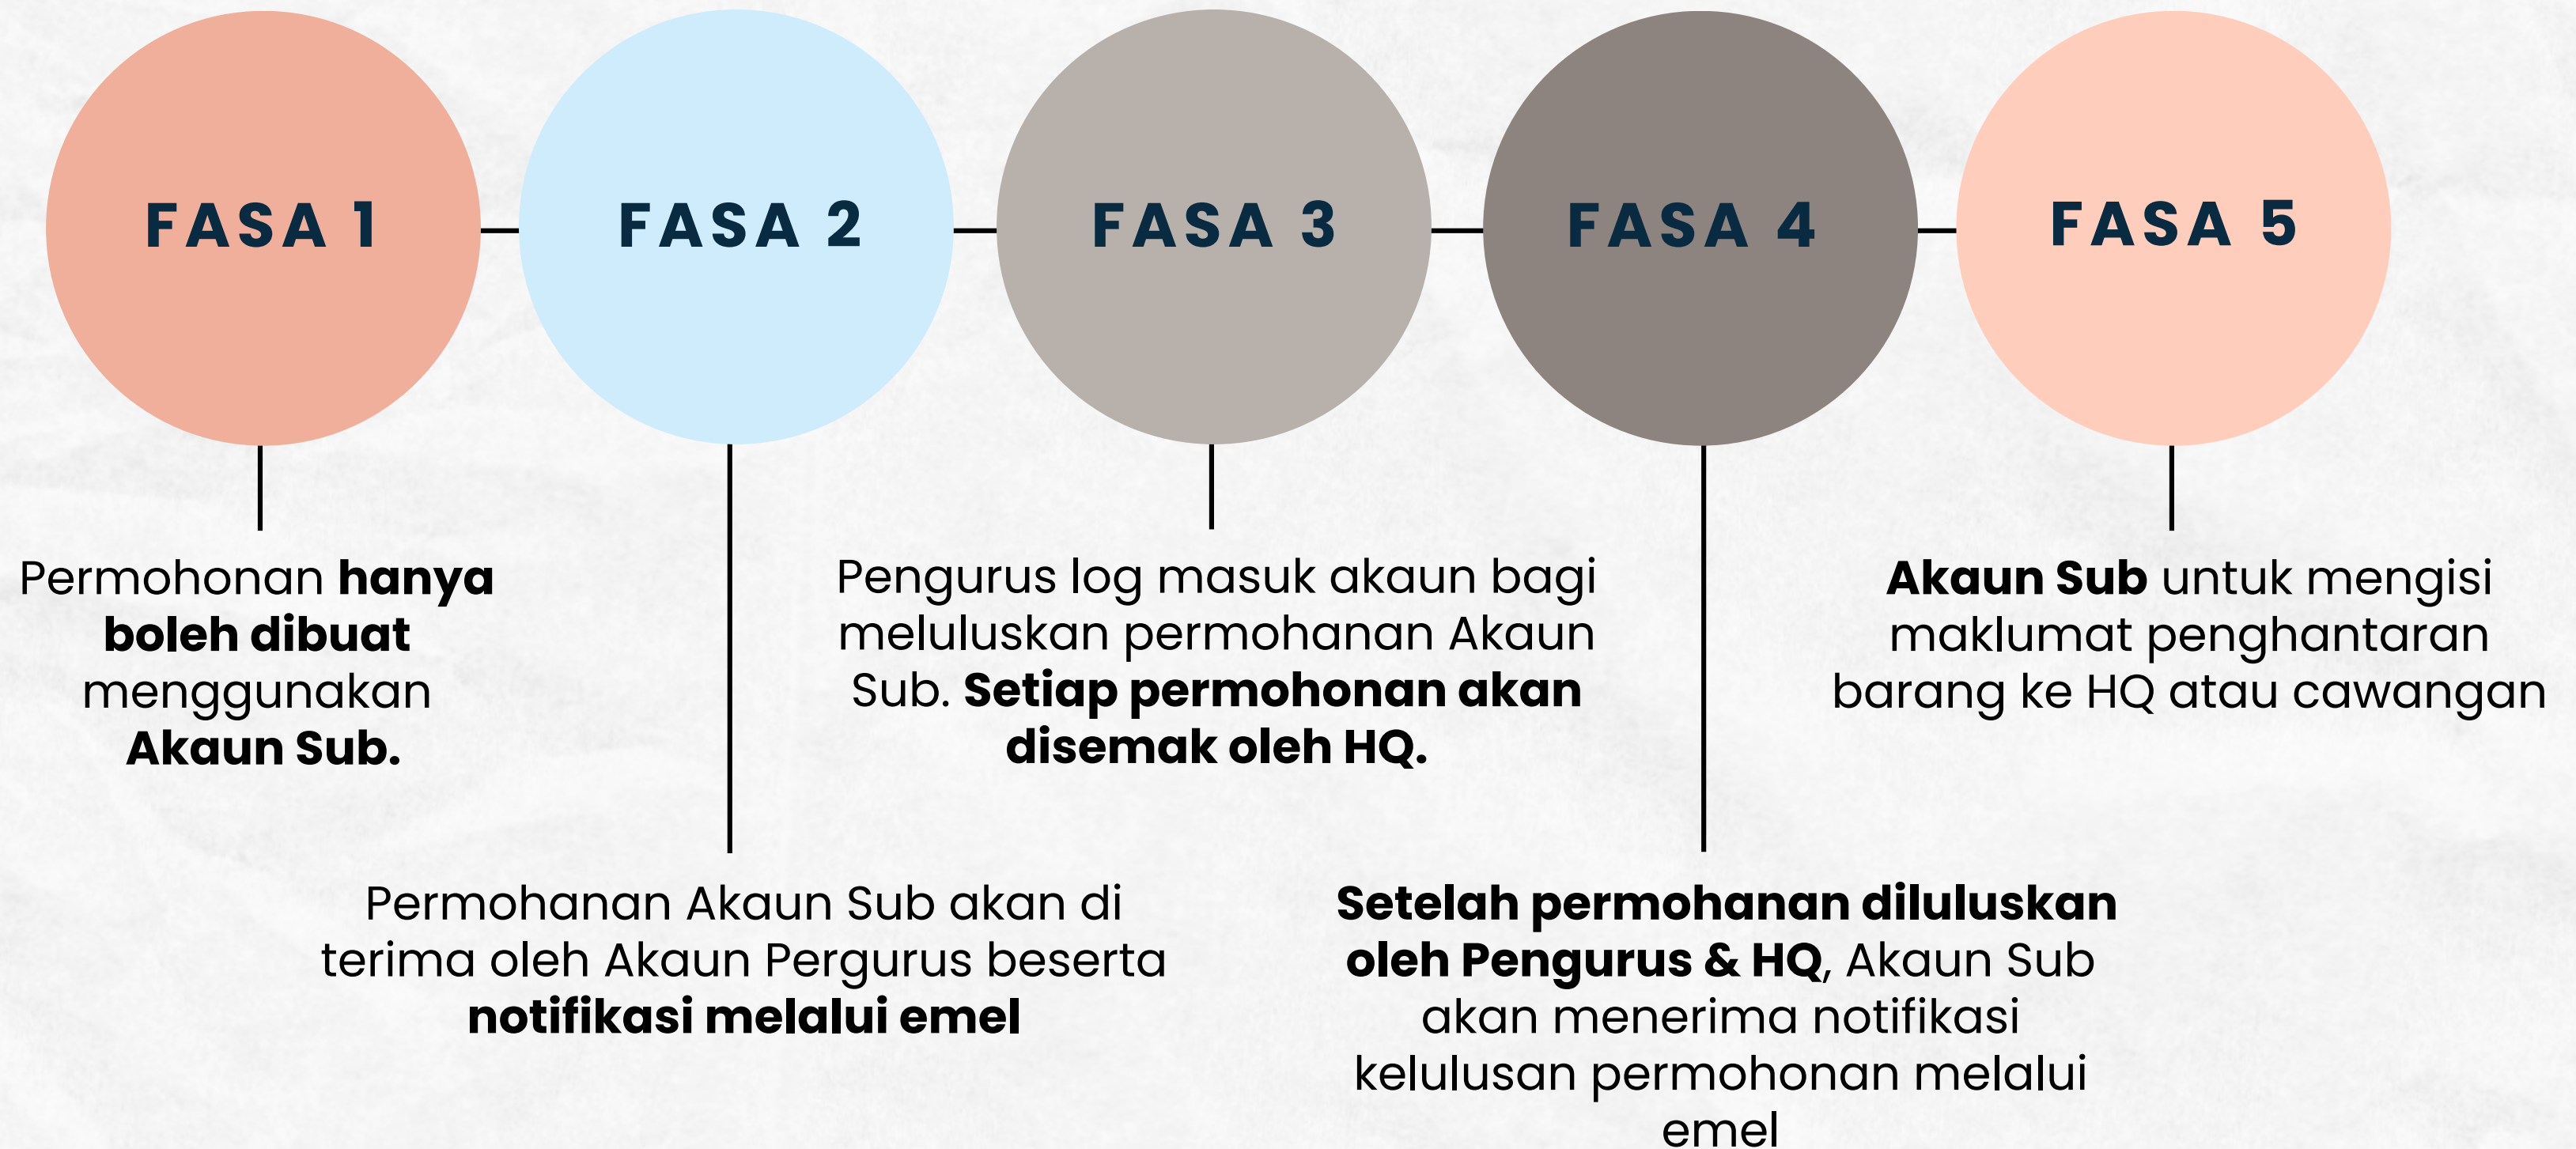 FASA 1
FASA 2
FASA 3
FASA 4
FASA 5
Permohonan hanya
boleh dibuat
menggunakan
Akaun Sub.
Permohanan Akaun Sub akan di
terima oleh Akaun Pergurus beserta
notifikasi melalui emel
Pengurus log masuk akaun bagi
meluluskan permohanan Akaun
Sub. Setiap permohonan akan
disemak oleh HQ.
Setelah permohanan diluluskan
oleh Pengurus & HQ, Akaun Sub
akan menerima notifikasi
kelulusan permohonan melalui
emel
Akaun Sub untuk mengisi
maklumat penghantaran
barang ke HQ atau cawangan